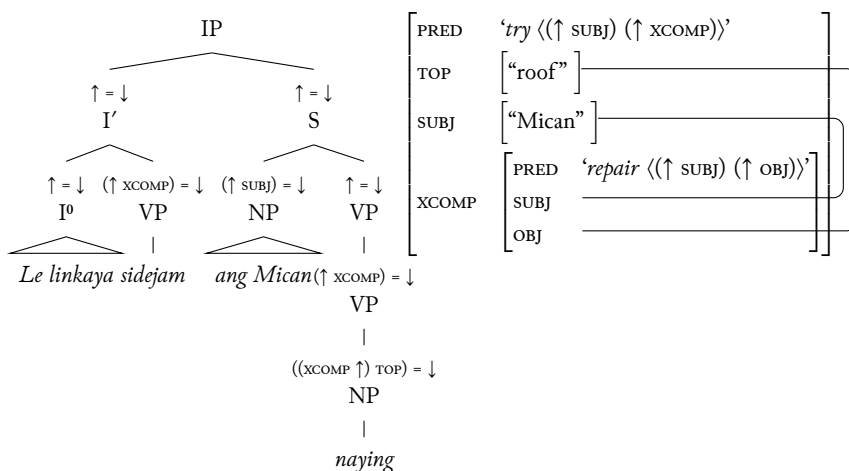 IP
↑ = ↓
I′
↑ = ↓
S
↑ = ↓
I⁰
(↑ XCOMP) = ↓
VP
(↑ SUBJ) = ↓
NP
↑ = ↓
VP
Le linkaya sidejam ang Mican
(↑ XCOMP) = ↓
VP
((XCOMP ↑) TOP) = ↓
NP
naying
PRED ‘try ⟨(↑ SUBJ) (↑ XCOMP)⟩’
TOP [“roof”]
SUBJ [“Mican”]
XCOMP
PRED ‘repair ⟨(↑ SUBJ) (↑ OBJ)⟩’
SUBJ
OBJ